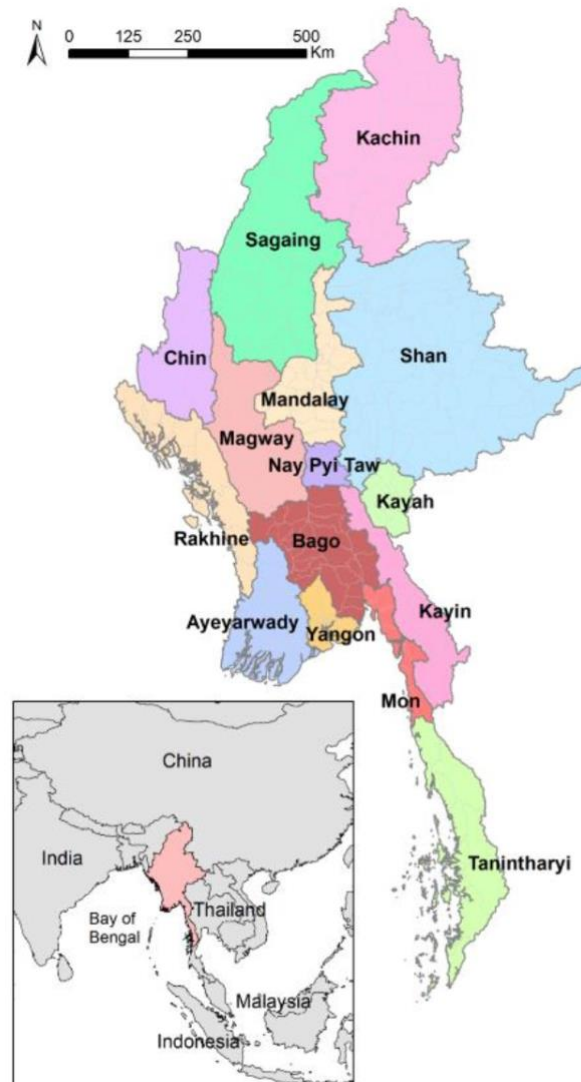 N
0 125 250 500
Km
Kachin
Sagaing
Chin
Shan
Mandalay
Magway
Nay Pyi Taw
Kayah
Rakhine
Bago
Ayeyarwady
Yangon
Kayin
Mon
Tanintharyi
China
India
Thailand
Bay of
Bengal
Malaysia
Indonesia